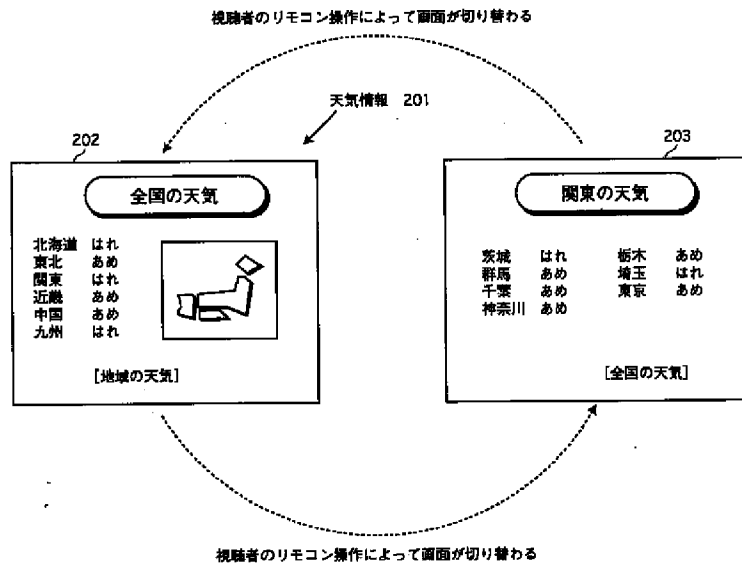 視聴者のリモコン操作によって画面が切り替わる
天気情報 201
202
全国の天気
北海道 はれ
東北 あめ
関東 はれ
近畿 あめ
中国 あめ
九州 はれ
[地域の天気]
203
関東の天気
茨城 はれ 栃木 あめ
群馬 あめ 埼玉 はれ
千葉 あめ 東京 あめ
神奈川 あめ
[全国の天気]
視聴者のリモコン操作によって画面が切り替わる